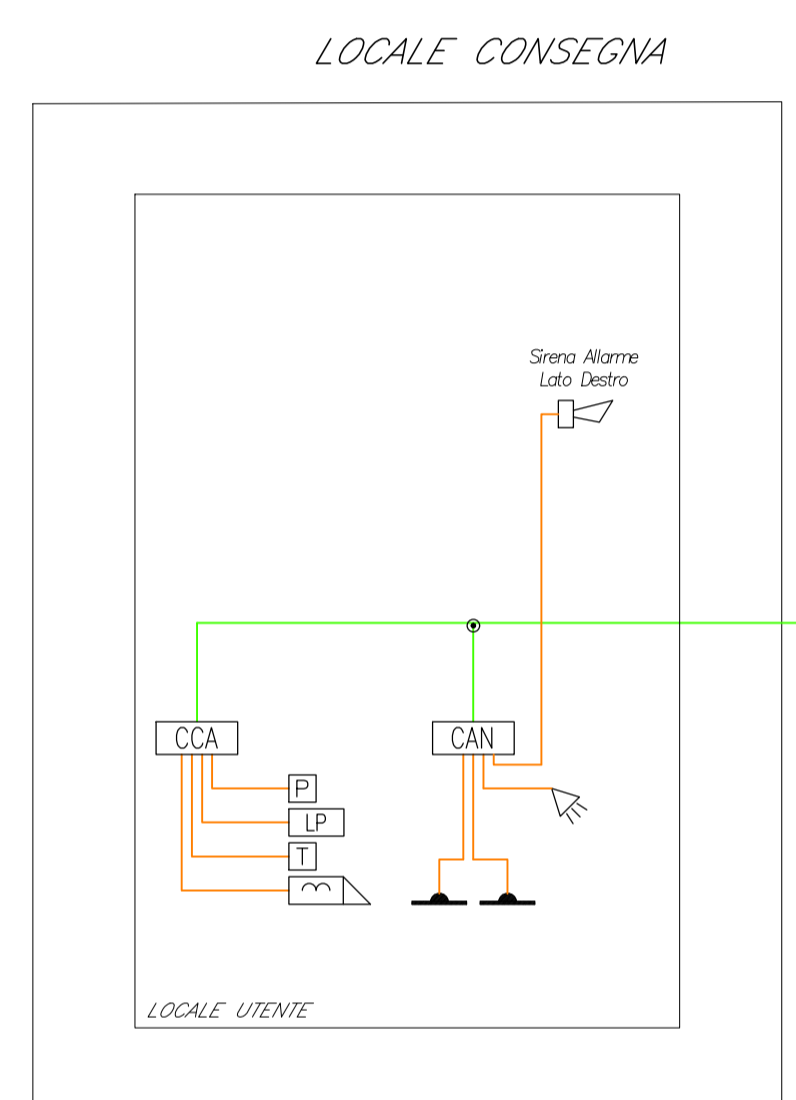 LOCALE CONSEGNA
Sirena Allarme
Lato Destro
CCA
CAN
P
LP
T
LOCALE UTENTE